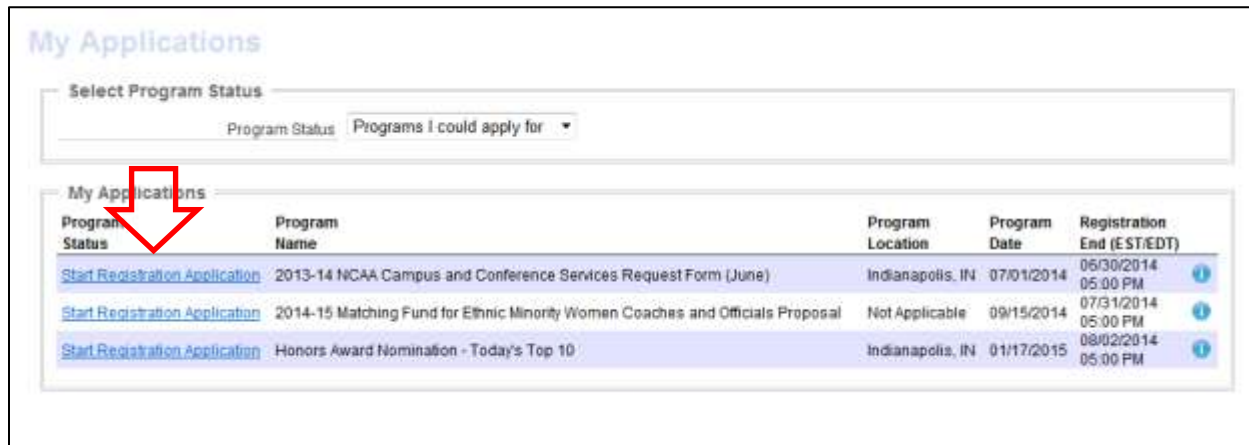 My Applications
Select Program Status
Program Status Programs I could apply for
My Applications
Program Program Program Program Registration
Status Name Location Date End (EST/EDT)
Start Registration Application 2013-14 NCAA Campus and Conference Services Request Form (June) Indianapolis, IN 07/01/2014 06/30/2014 05:00 PM
Start Registration Application 2014-15 Matching Fund for Ethnic Minority Women Coaches and Officials Proposal Not Applicable 09/15/2014 07/31/2014 05:00 PM
Start Registration Application Honors Award Nomination - Today's Top 10 Indianapolis, IN 01/17/2015 08/02/2014 05:00 PM